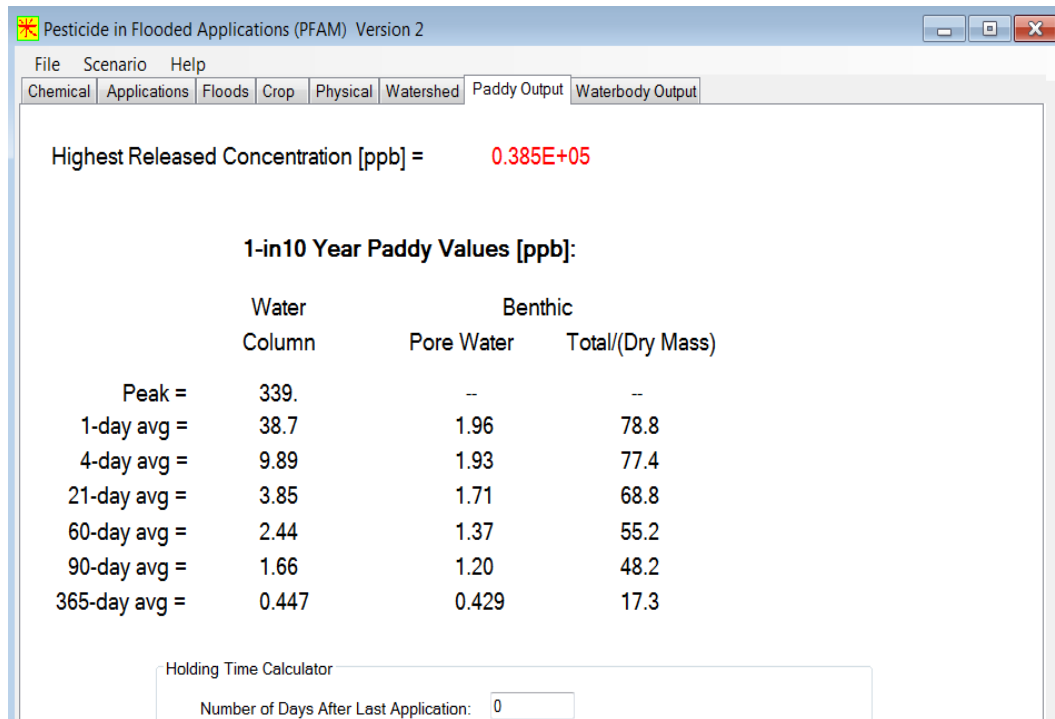 Pesticide in Flooded Applications (PFAM) Version 2
File Scenario Help
Chemical Applications Floods Crop Physical Watershed Paddy Output Waterbody Output
Highest Released Concentration [ppb] = 0.385E+05
1-in10 Year Paddy Values [ppb]:
Water Benthic
Column Pore Water Total/(Dry Mass)
Peak = 339. -- --
1-day avg = 38.7 1.96 78.8
4-day avg = 9.89 1.93 77.4
21-day avg = 3.85 1.71 68.8
60-day avg = 2.44 1.37 55.2
90-day avg = 1.66 1.20 48.2
365-day avg = 0.447 0.429 17.3
Holding Time Calculator
Number of Days After Last Application: 0